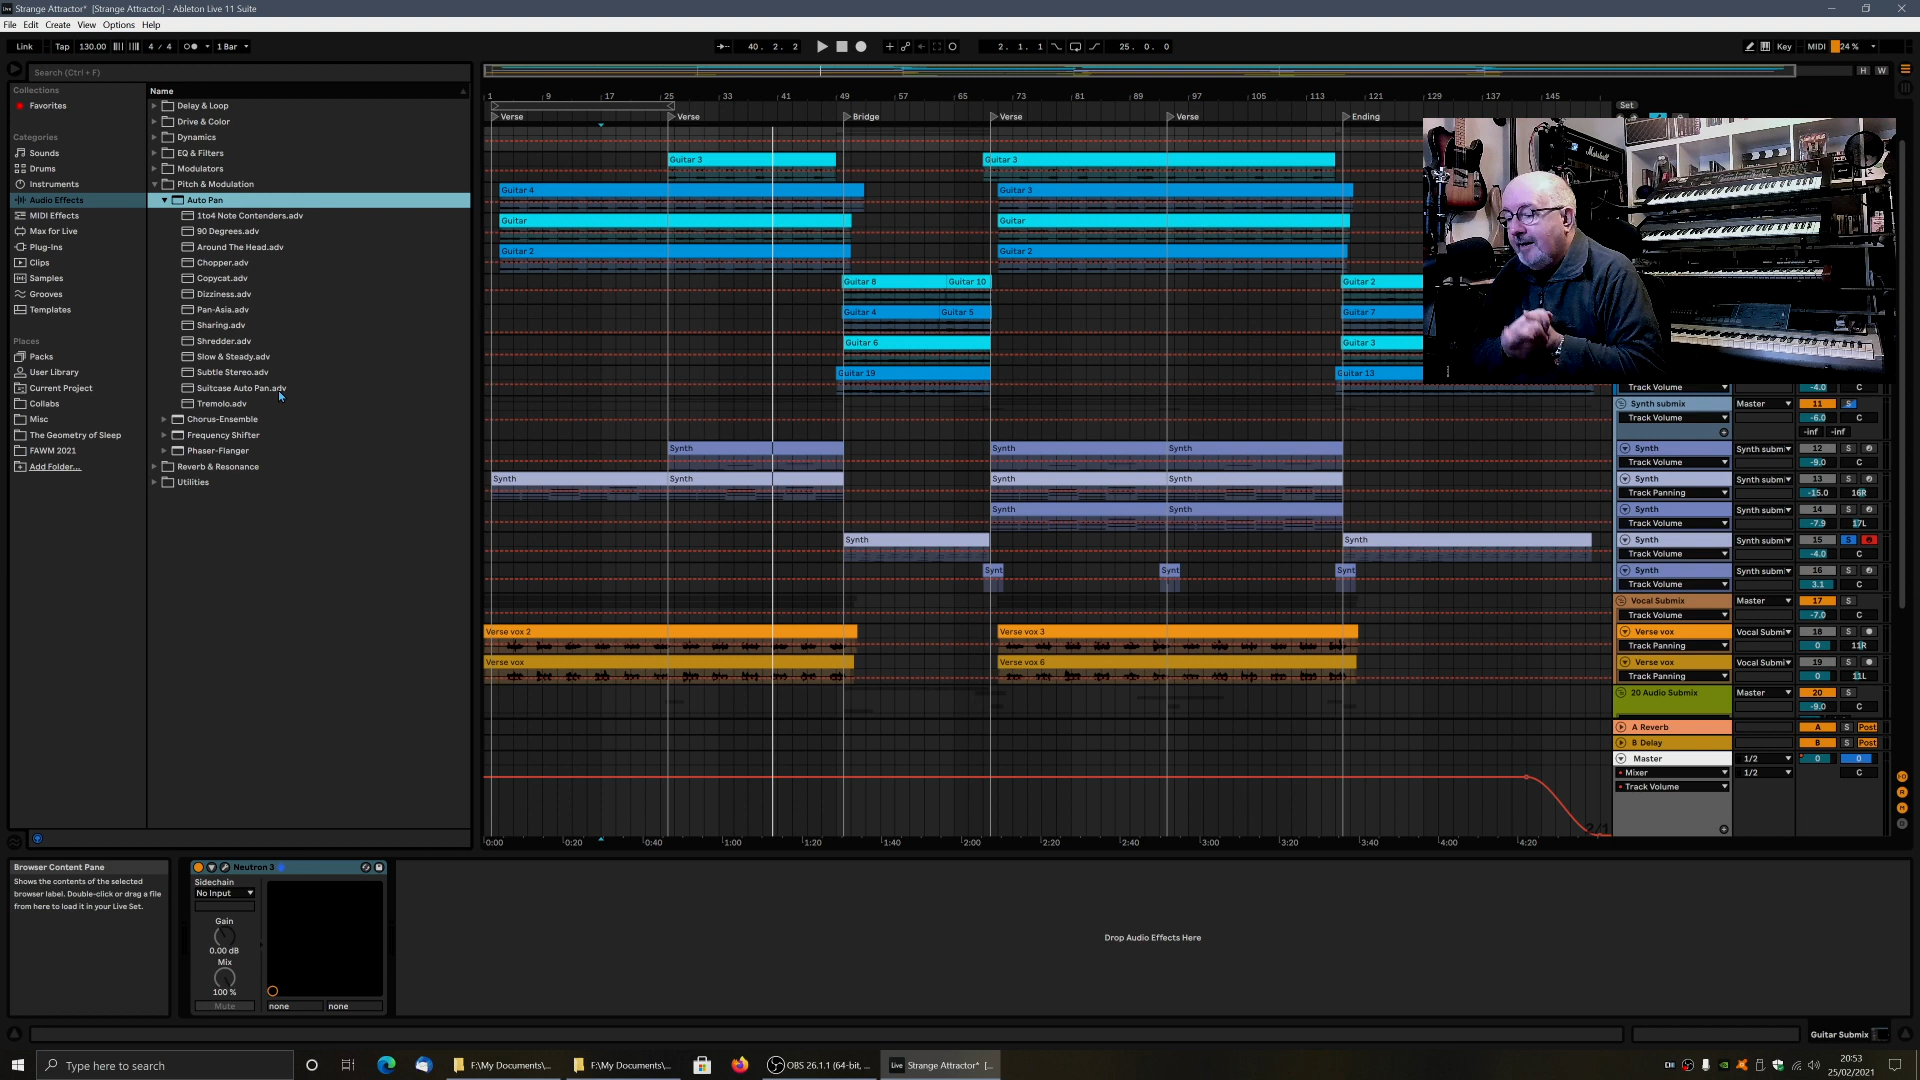 Strange Attractor* [Strange Attractor] - Ableton Live 11 Suite
File Edit Create View Options Help
Link Tap 130.00 4 / 4 1 Bar 40. 2. 2 2. 1. 1 25. 0. 0 Key MIDI 24 %
Search (Ctrl + F) H W
Collections
Favorites
Categories
Sounds
Drums
Instruments
Audio Effects
MIDI Effects
Max for Live
Plug-Ins
Clips
Samples
Grooves
Templates
Places
Packs
User Library
Current Project
Collabs
Misc
The Geometry of Sleep
FAWM 2021
Add Folder...
Name
Delay & Loop
Drive & Color
Dynamics
EQ & Filters
Modulators
Pitch & Modulation
Auto Pan
1to4 Note Contenders.adv
90 Degrees.adv
Around The Head.adv
Chopper.adv
Copycat.adv
Dizziness.adv
Pan-Asia.adv
Sharing.adv
Shredder.adv
Slow & Steady.adv
Subtle Stereo.adv
Suitcase Auto Pan.adv
Tremolo.adv
Chorus-Ensemble
Frequency Shifter
Phaser-Flanger
Reverb & Resonance
Utilities
1 9 17 25 33 41 49 57 65 73 81 89 97 105 113 121 129 137 145
Set
Verse Verse Bridge Verse Verse Ending
Guitar 3 Guitar 3
Guitar 4 Guitar 3
Guitar Guitar
Guitar 2 Guitar 2
Guitar 8 Guitar 10 Guitar 2
Guitar 4 Guitar 5 Guitar 7
Guitar 6 Guitar 3
Guitar 19 Guitar 13
Marshall
Track Volume -4.0 C
Synth submix Master 11 S
Track Volume -6.0 C
-inf -inf
Synth Synth Synth Synth Synth submi 12 S
Track Volume -9.0 C
Synth Synth Synth Synth Synth Synth submi 13 S
Track Panning -15.0 16R
Synth Synth Synth Synth submi 14 S
Track Volume -7.9 17L
Synth Synth Synth Synth submi 15 S
Track Volume -4.0 C
Synt Synt Synt Synth Synth submi 16 S
Track Volume 3.1 C
Vocal Submix Master 17 S
Track Volume -7.0 C
Verse vox 2 Verse vox 3 Verse vox Vocal Submi 18 S
Track Panning 0 11R
Verse vox Verse vox 6 Verse vox Vocal Submi 19 S
Track Panning 0 11L
20 Audio Submix Master 20 S
-9.0 C
A Reverb A S Post
B Delay B S Post
Master 1/2 0 0
Mixer 1/2 C
Track Volume
2/1
0:00 0:20 0:40 1:00 1:20 1:40 2:00 2:20 2:40 3:00 3:20 3:40 4:00 4:20
Browser Content Pane
Shows the contents of the selected
browser label. Double-click or drag a file
from here to load it in your Live Set.
Neutron 3
Sidechain
No Input
Gain
0.00 dB
Mix
100 %
Mute none none
Drop Audio Effects Here
Guitar Submix
Type here to search F:\My Documents\... F:\My Documents\... OBS 26.1.1 (64-bit, ... Live Strange Attractor* [...
20:53
25/02/2021